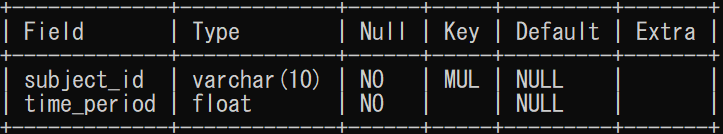 +-------------+-------------+------+-----+---------+-------+
| Field       | Type        | Null | Key | Default | Extra |
+-------------+-------------+------+-----+---------+-------+
| subject_id  | varchar(10) | NO   | MUL | NULL    |       |
| time_period | float       | NO   |     | NULL    |       |
+-------------+-------------+------+-----+---------+-------+